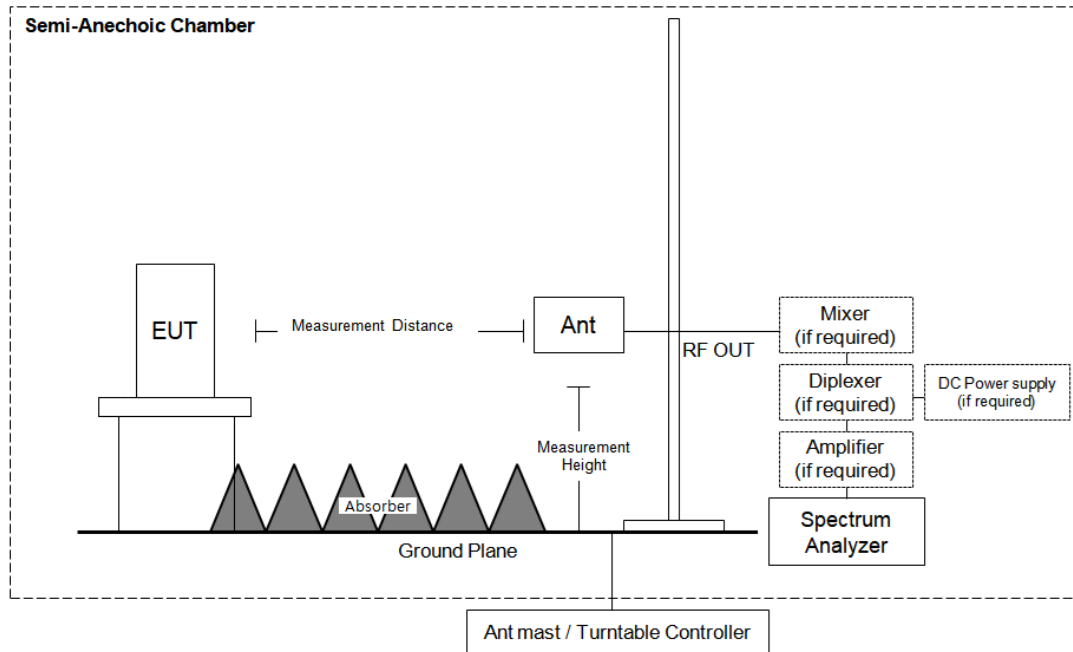 Semi-Anechoic Chamber
EUT
Measurement Distance
Ant
RF OUT
Mixer
(if required)
Diplexer
(if required)
DC Power supply
(if required)
Amplifier
(if required)
Measurement
Height
Absorber
Spectrum
Analyzer
Ground Plane
Ant mast / Turntable Controller